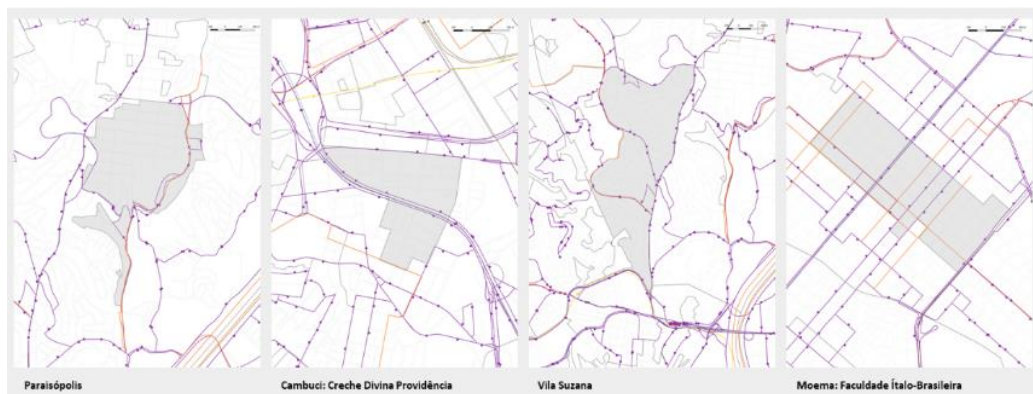 Paraisópolis
Cambuci: Creche Divina Providência
Vila Suzana
Moema: Faculdade Ítalo-Brasileira